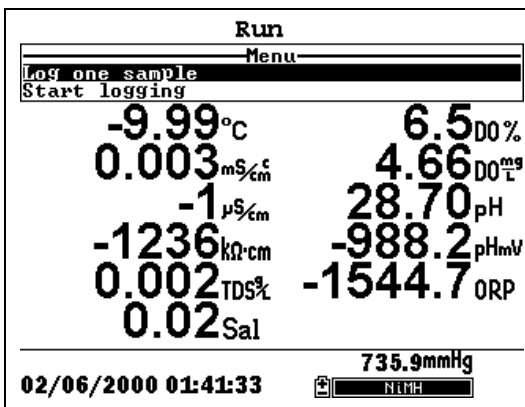 Run
Menu
Log one sample
Start logging
-9.99°C 6.5DO%
0.003mS/cmᶜ 4.66DO mg/L
-1µS/cm 28.70pH
-1236kΩ·cm -988.2pHmV
0.002TDS g/L -1544.7ORP
0.02Sal
735.9mmHg
02/06/2000 01:41:33 NiMH